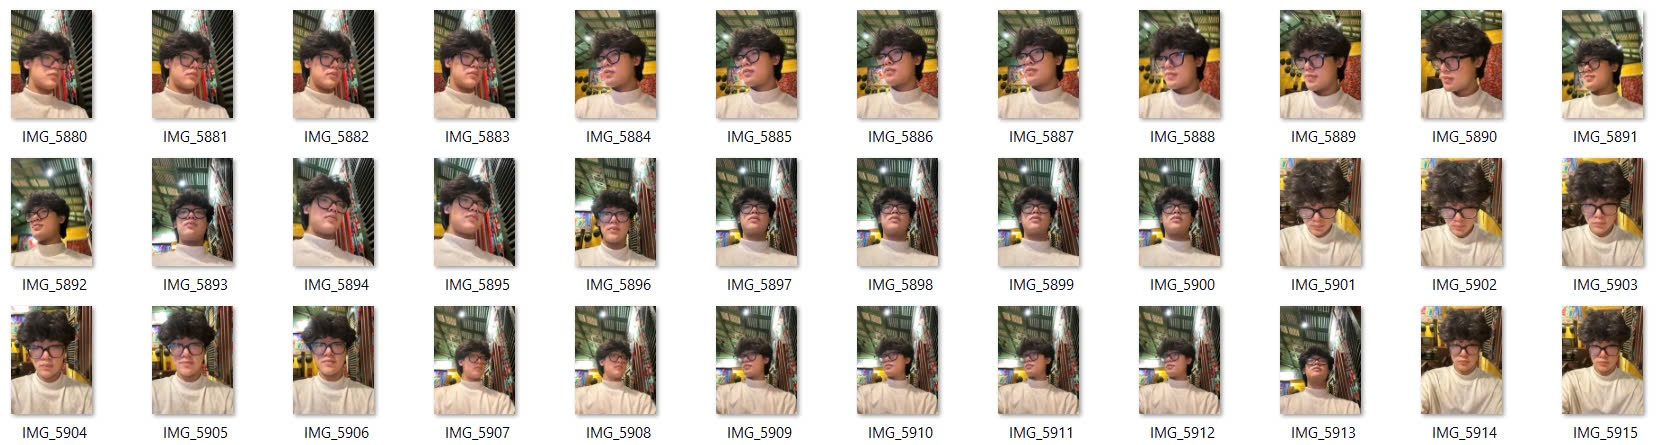 IMG_5880 IMG_5881 IMG_5882 IMG_5883 IMG_5884 IMG_5885 IMG_5886 IMG_5887 IMG_5888 IMG_5889 IMG_5890 IMG_5891
IMG_5892 IMG_5893 IMG_5894 IMG_5895 IMG_5896 IMG_5897 IMG_5898 IMG_5899 IMG_5900 IMG_5901 IMG_5902 IMG_5903
IMG_5904 IMG_5905 IMG_5906 IMG_5907 IMG_5908 IMG_5909 IMG_5910 IMG_5911 IMG_5912 IMG_5913 IMG_5914 IMG_5915